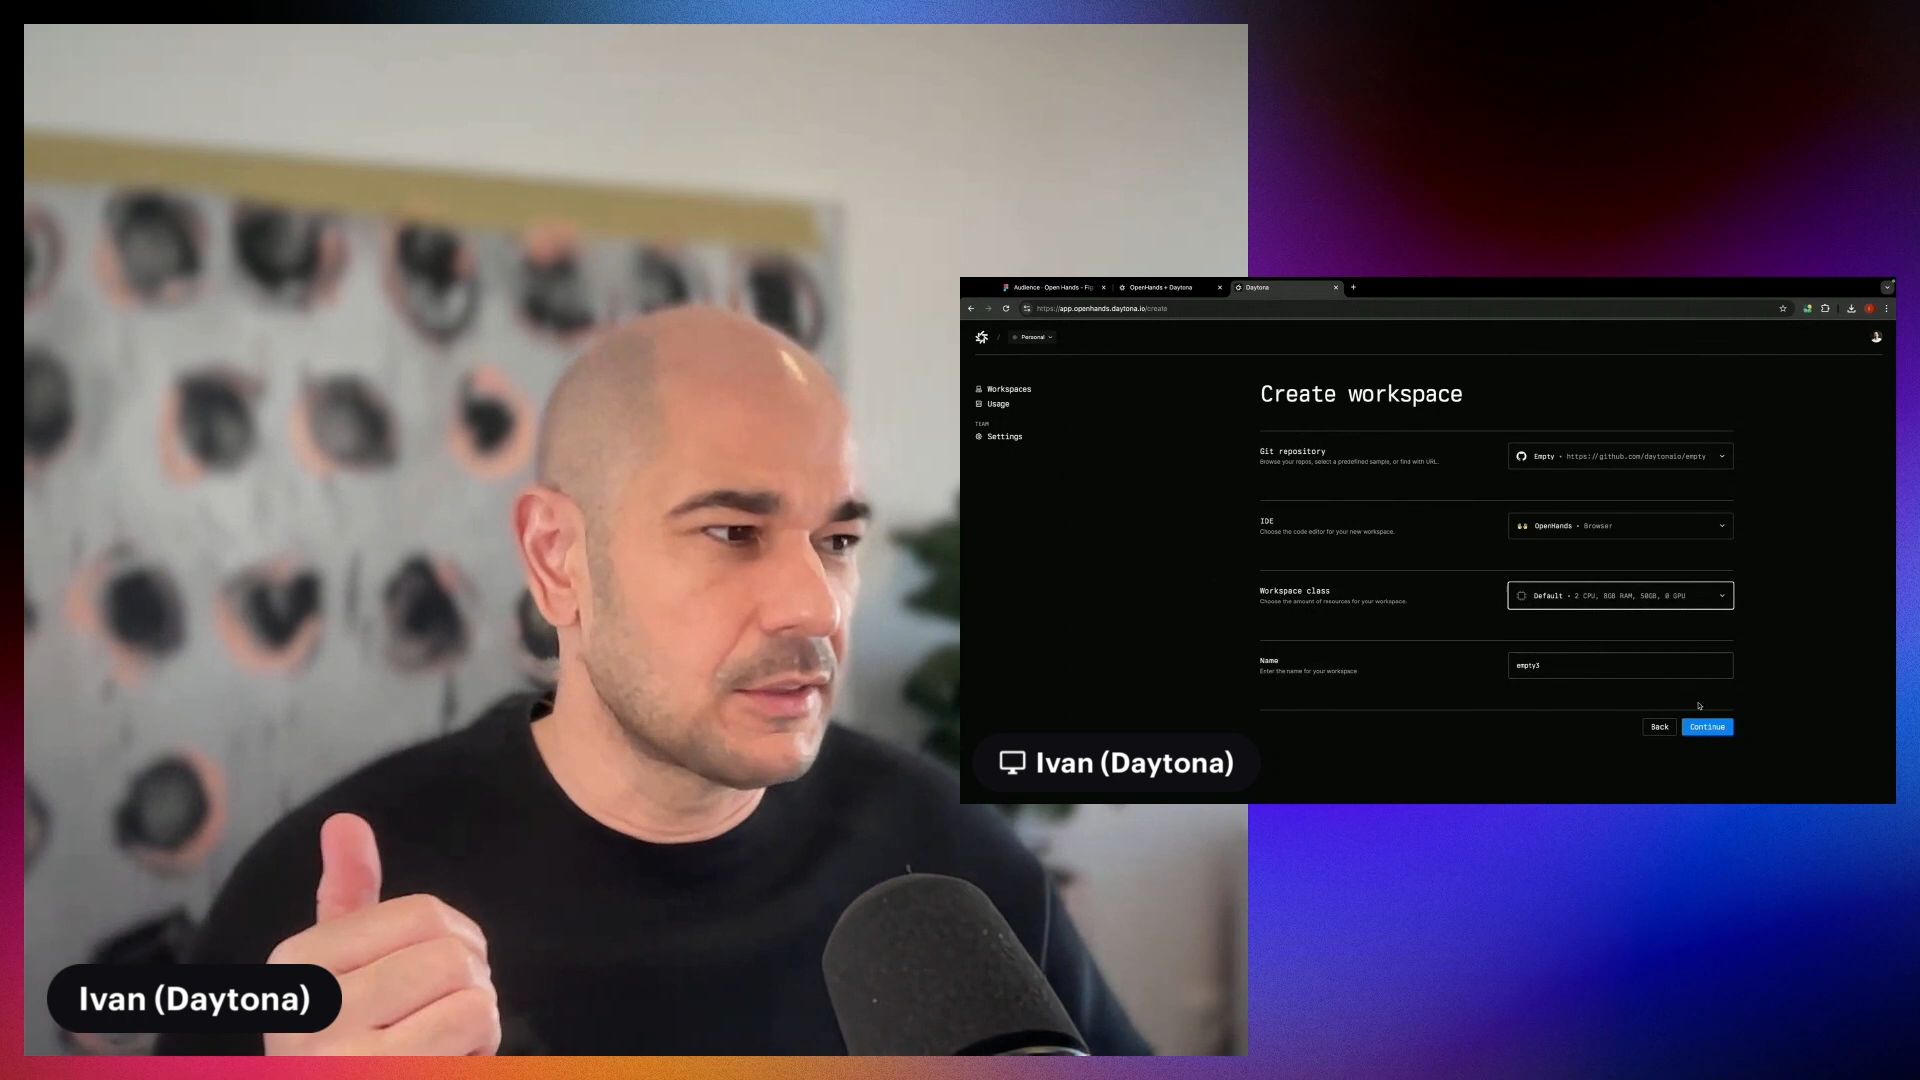 Audience · Open Hands - Fig
OpenHands + Daytona
Daytona
https://app.openhands.daytona.io/create
/
Personal
Workspaces
Usage
TEAM
Settings
Create workspace
Git repository
Browse your repos, select a predefined sample, or find with URL.
Empty • https://github.com/daytonaio/empty
IDE
Choose the code editor for your new workspace.
OpenHands • Browser
Workspace class
Choose the amount of resources for your workspace.
Default • 2 CPU, 8GB RAM, 50GB, 0 GPU
Name
Enter the name for your workspace
empty3
Back
Continue
Ivan (Daytona)
Ivan (Daytona)